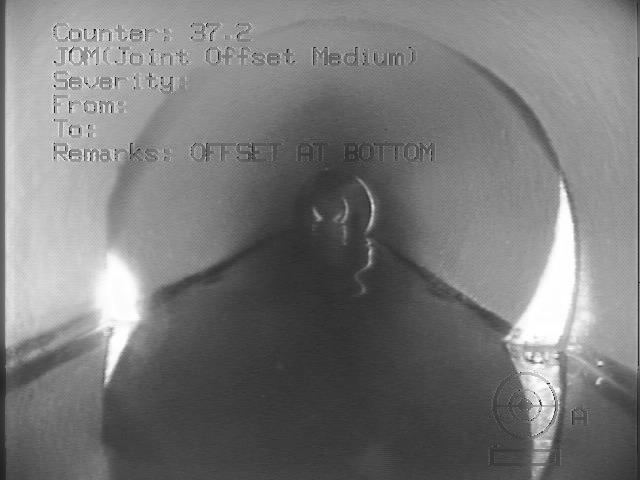 Counter: 37.2
JOM(Joint Offset Medium)
Severity:
From:
To:
Remarks: OFFSET AT BOTTOM
A